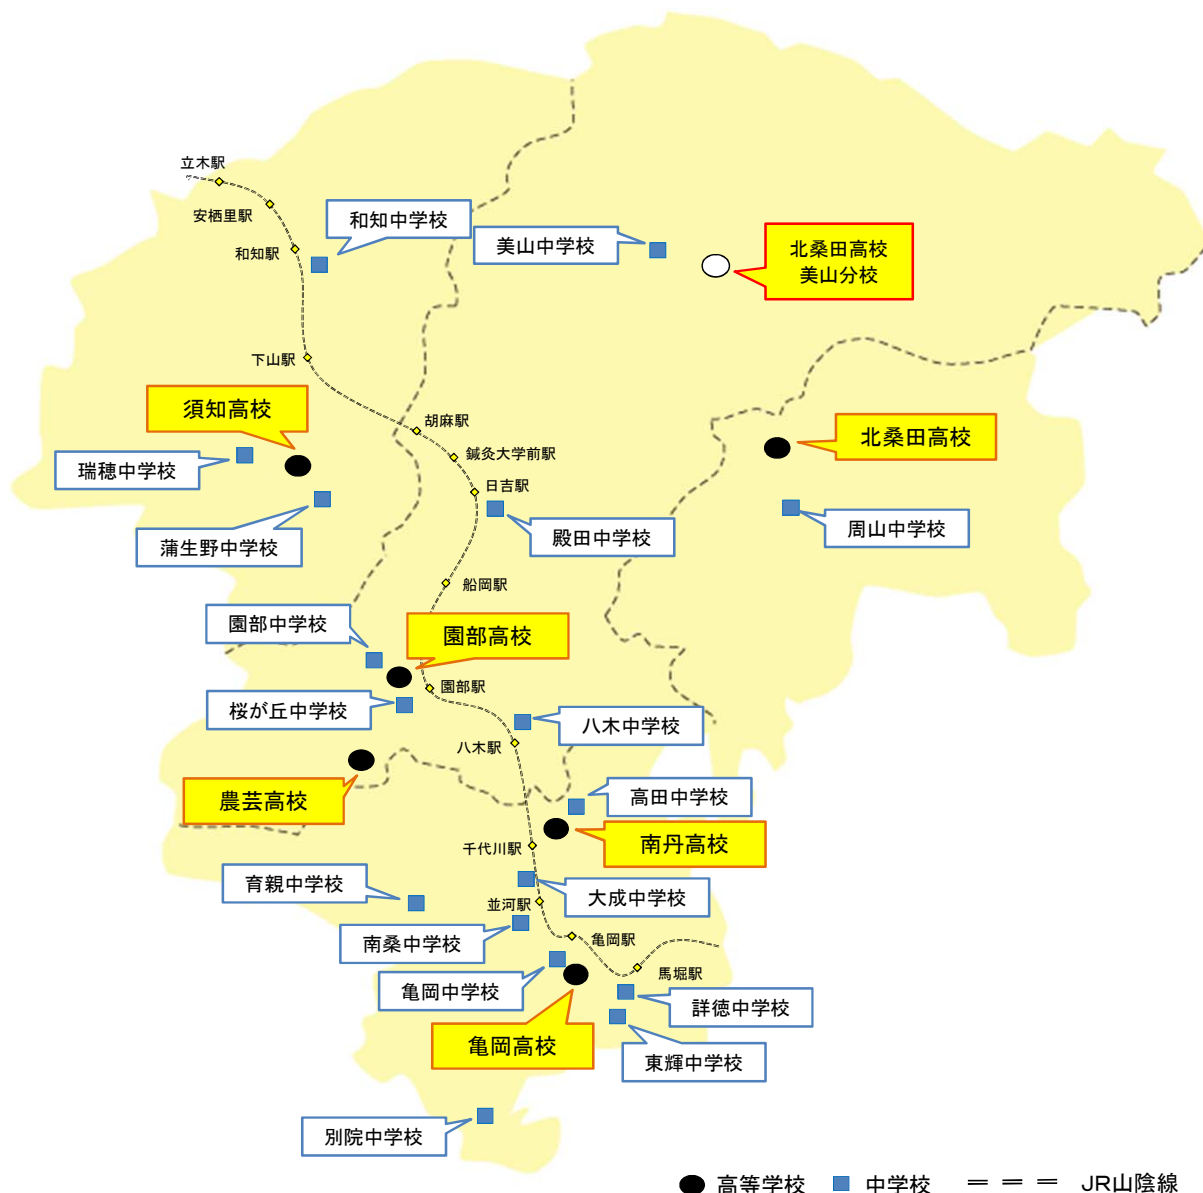 立木駅
安栖里駅
和知中学校
和知駅
美山中学校
北桑田高校
美山分校
下山駅
須知高校
胡麻駅
北桑田高校
鍼灸大学前駅
瑞穂中学校
日吉駅
蒲生野中学校
殿田中学校
周山中学校
船岡駅
園部中学校
園部高校
園部駅
桜が丘中学校
八木中学校
八木駅
農芸高校
高田中学校
南丹高校
千代川駅
育親中学校
大成中学校
並河駅
南桑中学校
亀岡駅
馬堀駅
亀岡中学校
詳徳中学校
亀岡高校
東輝中学校
別院中学校
高等学校 中学校 JR山陰線